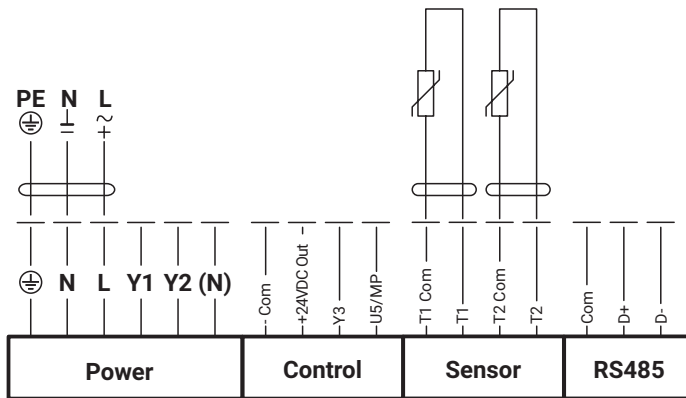 PE N L
N L Y1 Y2 (N)
- Com
+24VDC Out -
Y3
U5/MP
T1 Com
T1
T2 Com
T2
Com
D+
D-
Power Control Sensor RS485